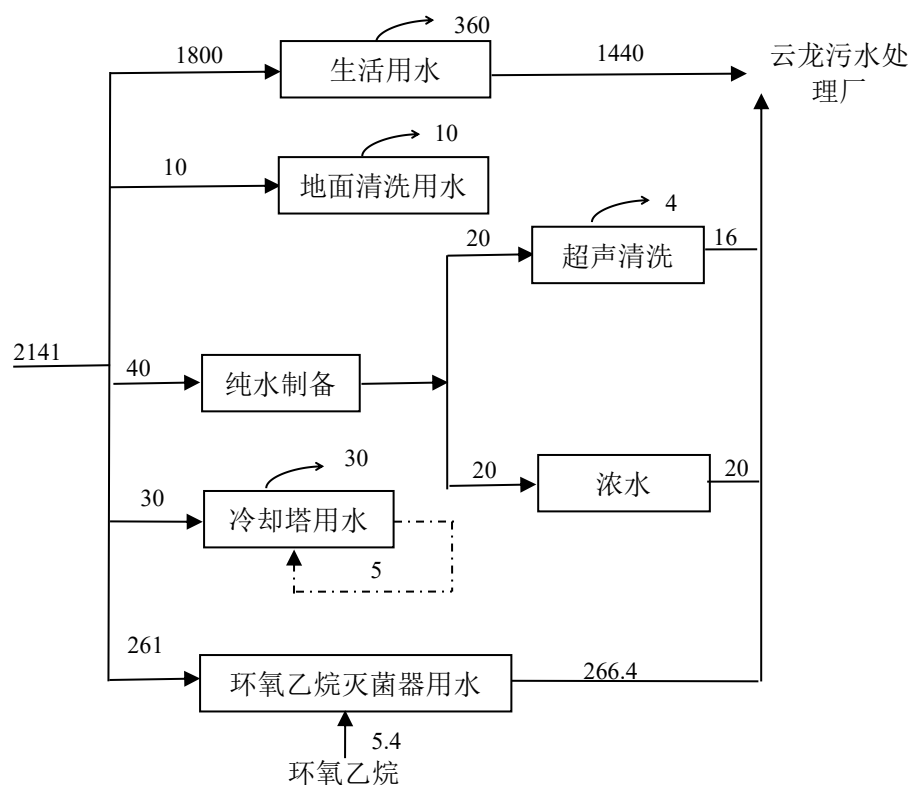 360
1800
生活用水
1440
云龙污水处
理厂
10
10
地面清洗用水
4
20
超声清洗
16
2141
40
纯水制备
30
20
浓水
20
30
冷却塔用水
5
261
环氧乙烷灭菌器用水
266.4
5.4
环氧乙烷